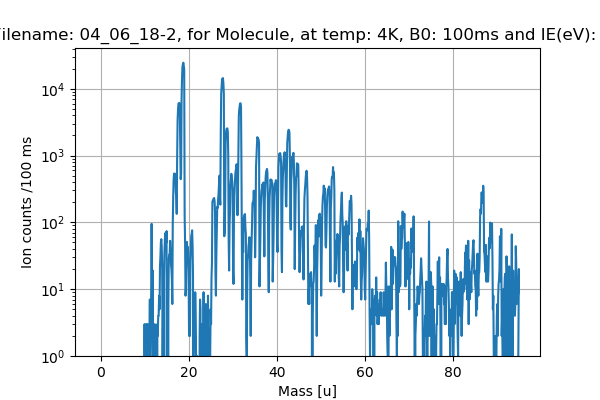 ilename: 04_06_18-2, for Molecule, at temp: 4K, B0: 100ms and IE(eV):
10⁴
10³
10²
10¹
10⁰
Ion counts /100 ms
0 20 40 60 80
Mass [u]